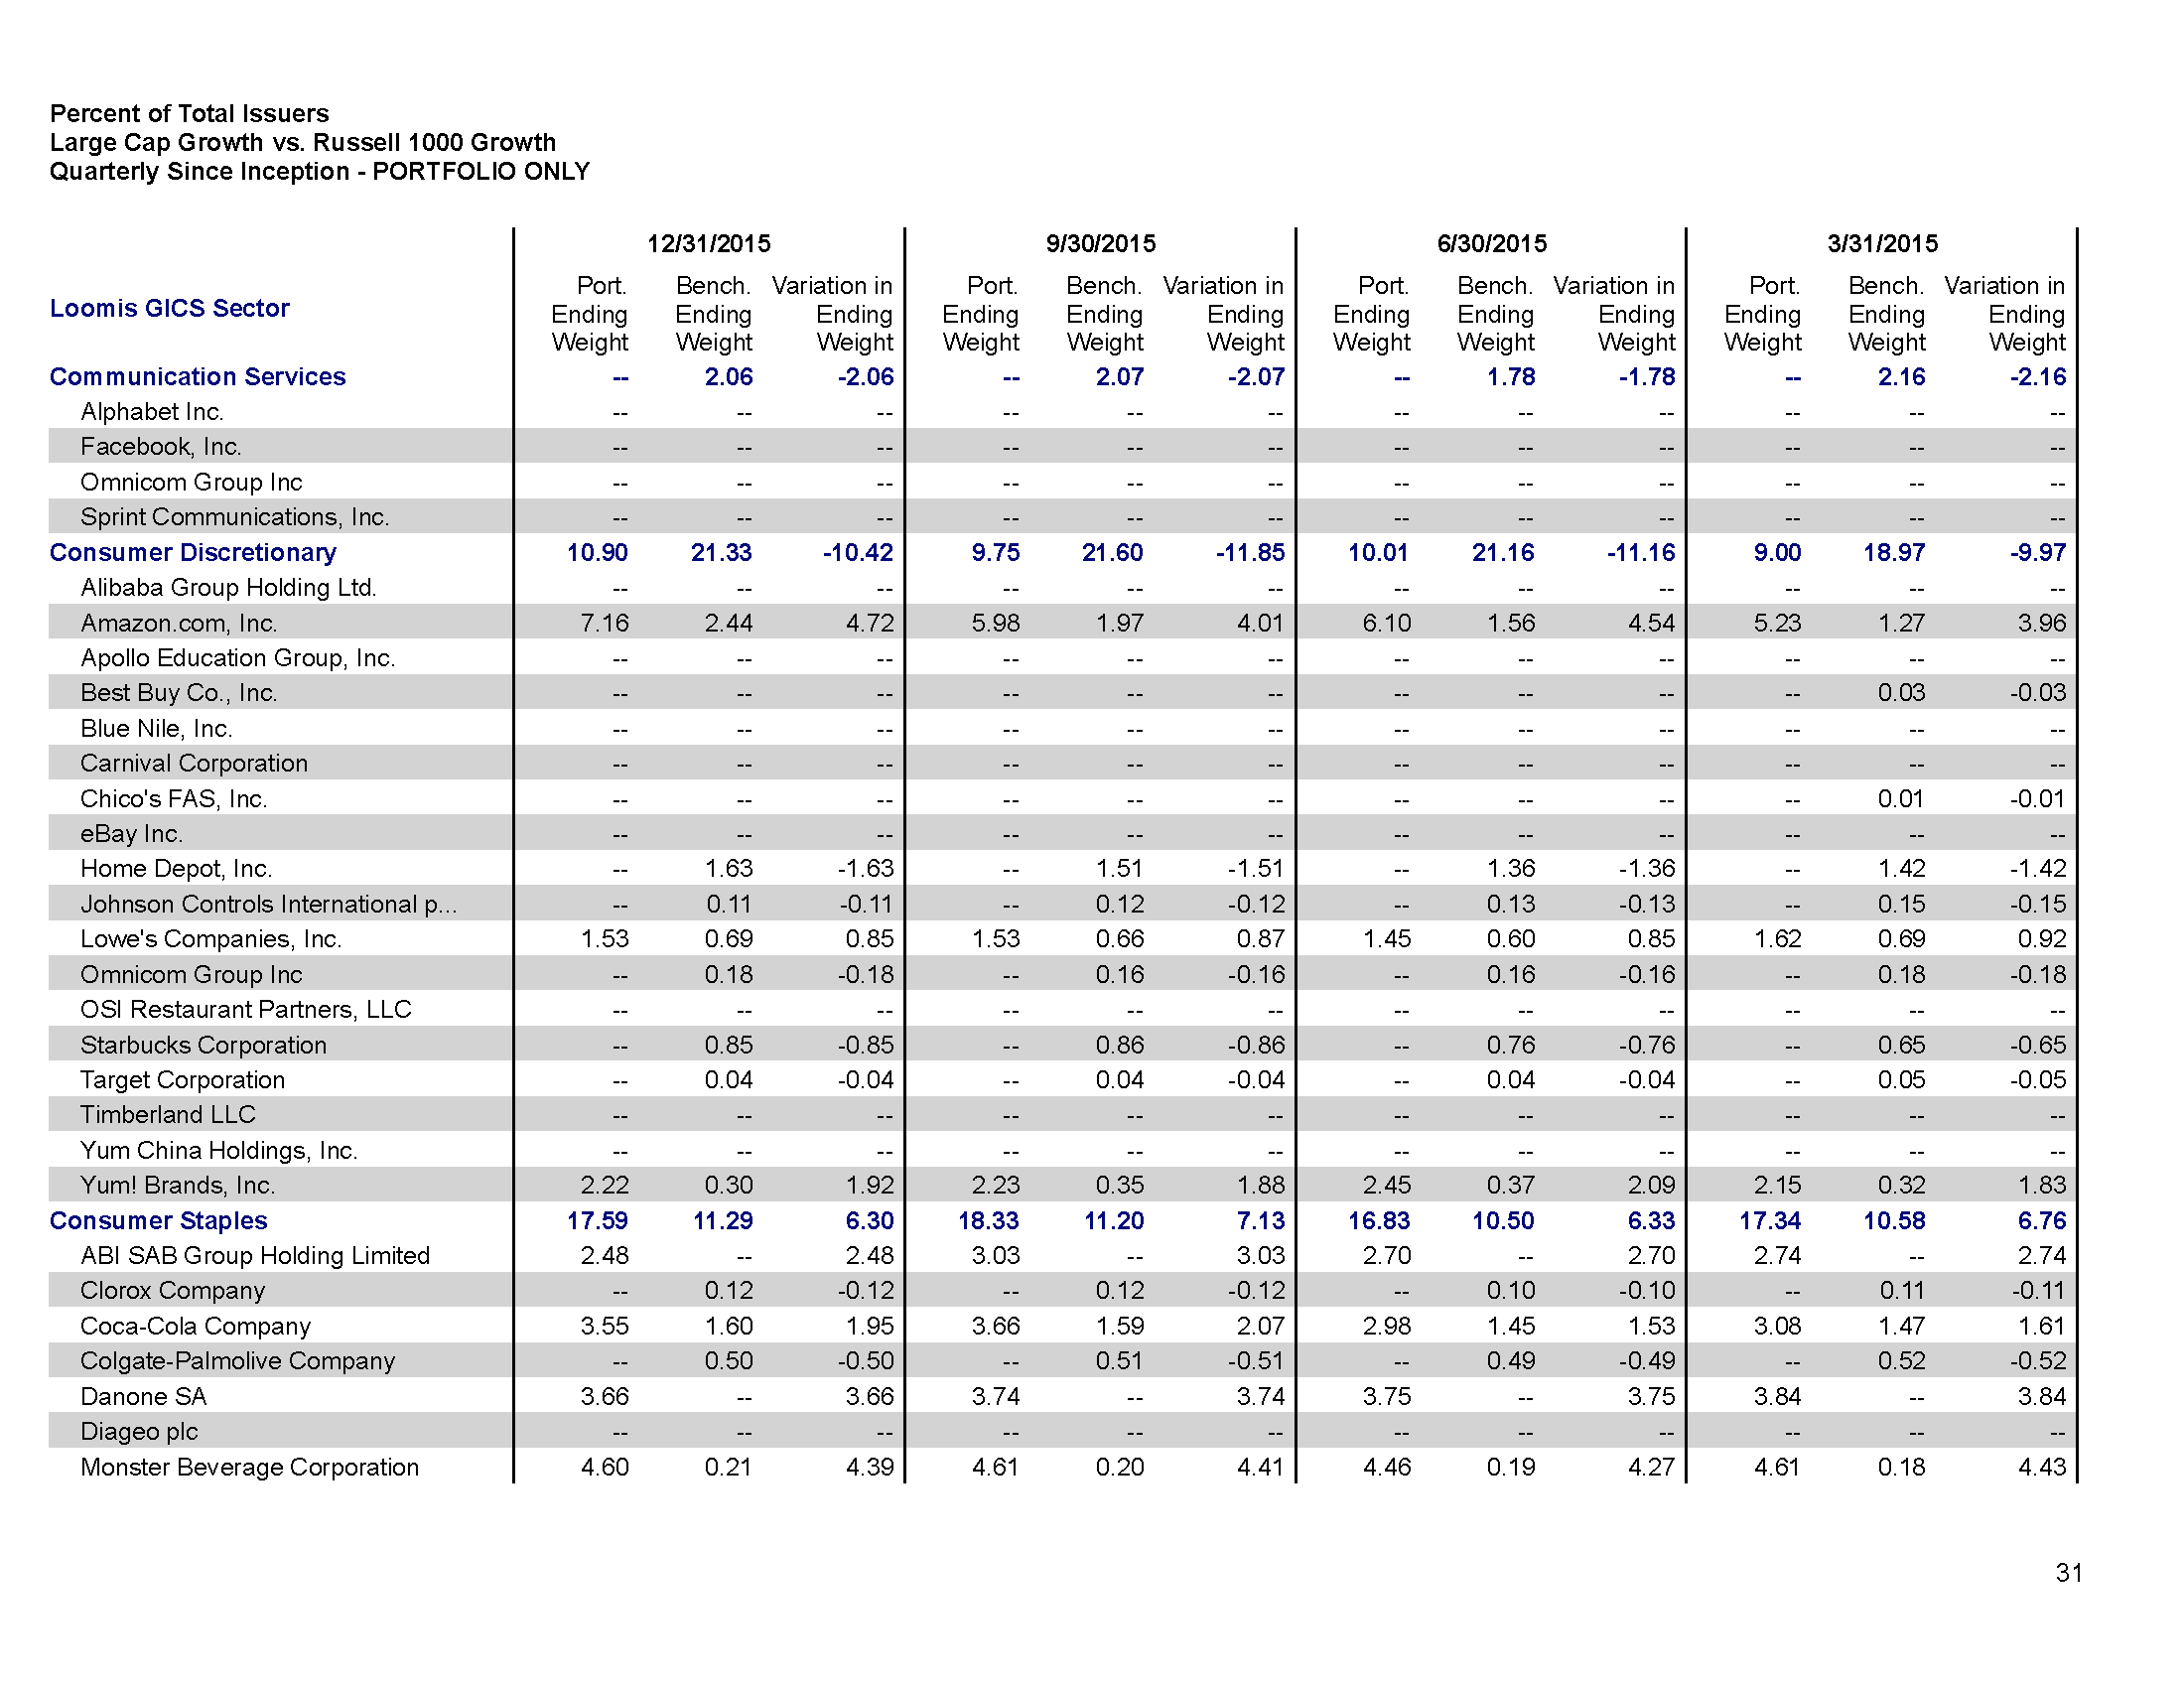 Percent of Total Issuers
Large Cap Growth vs. Russell 1000 Growth
Quarterly Since Inception - PORTFOLIO ONLY
12/31/2015 9/30/2015 6/30/2015 3/31/2015
Loomis GICS Sector
Port. Bench. Variation in Port. Bench. Variation in Port. Bench. Variation in Port. Bench. Variation in
Ending Ending Ending Ending Ending Ending Ending Ending Ending Ending Ending Ending
Weight Weight Weight Weight Weight Weight Weight Weight Weight Weight Weight Weight
Communication Services -- 2.06 -2.06 -- 2.07 -2.07 -- 1.78 -1.78 -- 2.16 -2.16
Alphabet Inc. -- -- -- -- -- -- -- -- -- -- -- --
Facebook, Inc. -- -- -- -- -- -- -- -- -- -- -- --
Omnicom Group Inc -- -- -- -- -- -- -- -- -- -- -- --
Sprint Communications, Inc. -- -- -- -- -- -- -- -- -- -- -- --
Consumer Discretionary 10.90 21.33 -10.42 9.75 21.60 -11.85 10.01 21.16 -11.16 9.00 18.97 -9.97
Alibaba Group Holding Ltd. -- -- -- -- -- -- -- -- -- -- -- --
Amazon.com, Inc. 7.16 2.44 4.72 5.98 1.97 4.01 6.10 1.56 4.54 5.23 1.27 3.96
Apollo Education Group, Inc. -- -- -- -- -- -- -- -- -- -- -- --
Best Buy Co., Inc. -- -- -- -- -- -- -- -- -- -- 0.03 -0.03
Blue Nile, Inc. -- -- -- -- -- -- -- -- -- -- -- --
Carnival Corporation -- -- -- -- -- -- -- -- -- -- -- --
Chico's FAS, Inc. -- -- -- -- -- -- -- -- -- -- 0.01 -0.01
eBay Inc. -- -- -- -- -- -- -- -- -- -- -- --
Home Depot, Inc. -- 1.63 -1.63 -- 1.51 -1.51 -- 1.36 -1.36 -- 1.42 -1.42
Johnson Controls International p... -- 0.11 -0.11 -- 0.12 -0.12 -- 0.13 -0.13 -- 0.15 -0.15
Lowe's Companies, Inc. 1.53 0.69 0.85 1.53 0.66 0.87 1.45 0.60 0.85 1.62 0.69 0.92
Omnicom Group Inc -- 0.18 -0.18 -- 0.16 -0.16 -- 0.16 -0.16 -- 0.18 -0.18
OSI Restaurant Partners, LLC -- -- -- -- -- -- -- -- -- -- -- --
Starbucks Corporation -- 0.85 -0.85 -- 0.86 -0.86 -- 0.76 -0.76 -- 0.65 -0.65
Target Corporation -- 0.04 -0.04 -- 0.04 -0.04 -- 0.04 -0.04 -- 0.05 -0.05
Timberland LLC -- -- -- -- -- -- -- -- -- -- -- --
Yum China Holdings, Inc. -- -- -- -- -- -- -- -- -- -- -- --
Yum! Brands, Inc. 2.22 0.30 1.92 2.23 0.35 1.88 2.45 0.37 2.09 2.15 0.32 1.83
Consumer Staples 17.59 11.29 6.30 18.33 11.20 7.13 16.83 10.50 6.33 17.34 10.58 6.76
ABI SAB Group Holding Limited 2.48 -- 2.48 3.03 -- 3.03 2.70 -- 2.70 2.74 -- 2.74
Clorox Company -- 0.12 -0.12 -- 0.12 -0.12 -- 0.10 -0.10 -- 0.11 -0.11
Coca-Cola Company 3.55 1.60 1.95 3.66 1.59 2.07 2.98 1.45 1.53 3.08 1.47 1.61
Colgate-Palmolive Company -- 0.50 -0.50 -- 0.51 -0.51 -- 0.49 -0.49 -- 0.52 -0.52
Danone SA 3.66 -- 3.66 3.74 -- 3.74 3.75 -- 3.75 3.84 -- 3.84
Diageo plc -- -- -- -- -- -- -- -- -- -- -- --
Monster Beverage Corporation 4.60 0.21 4.39 4.61 0.20 4.41 4.46 0.19 4.27 4.61 0.18 4.43
31